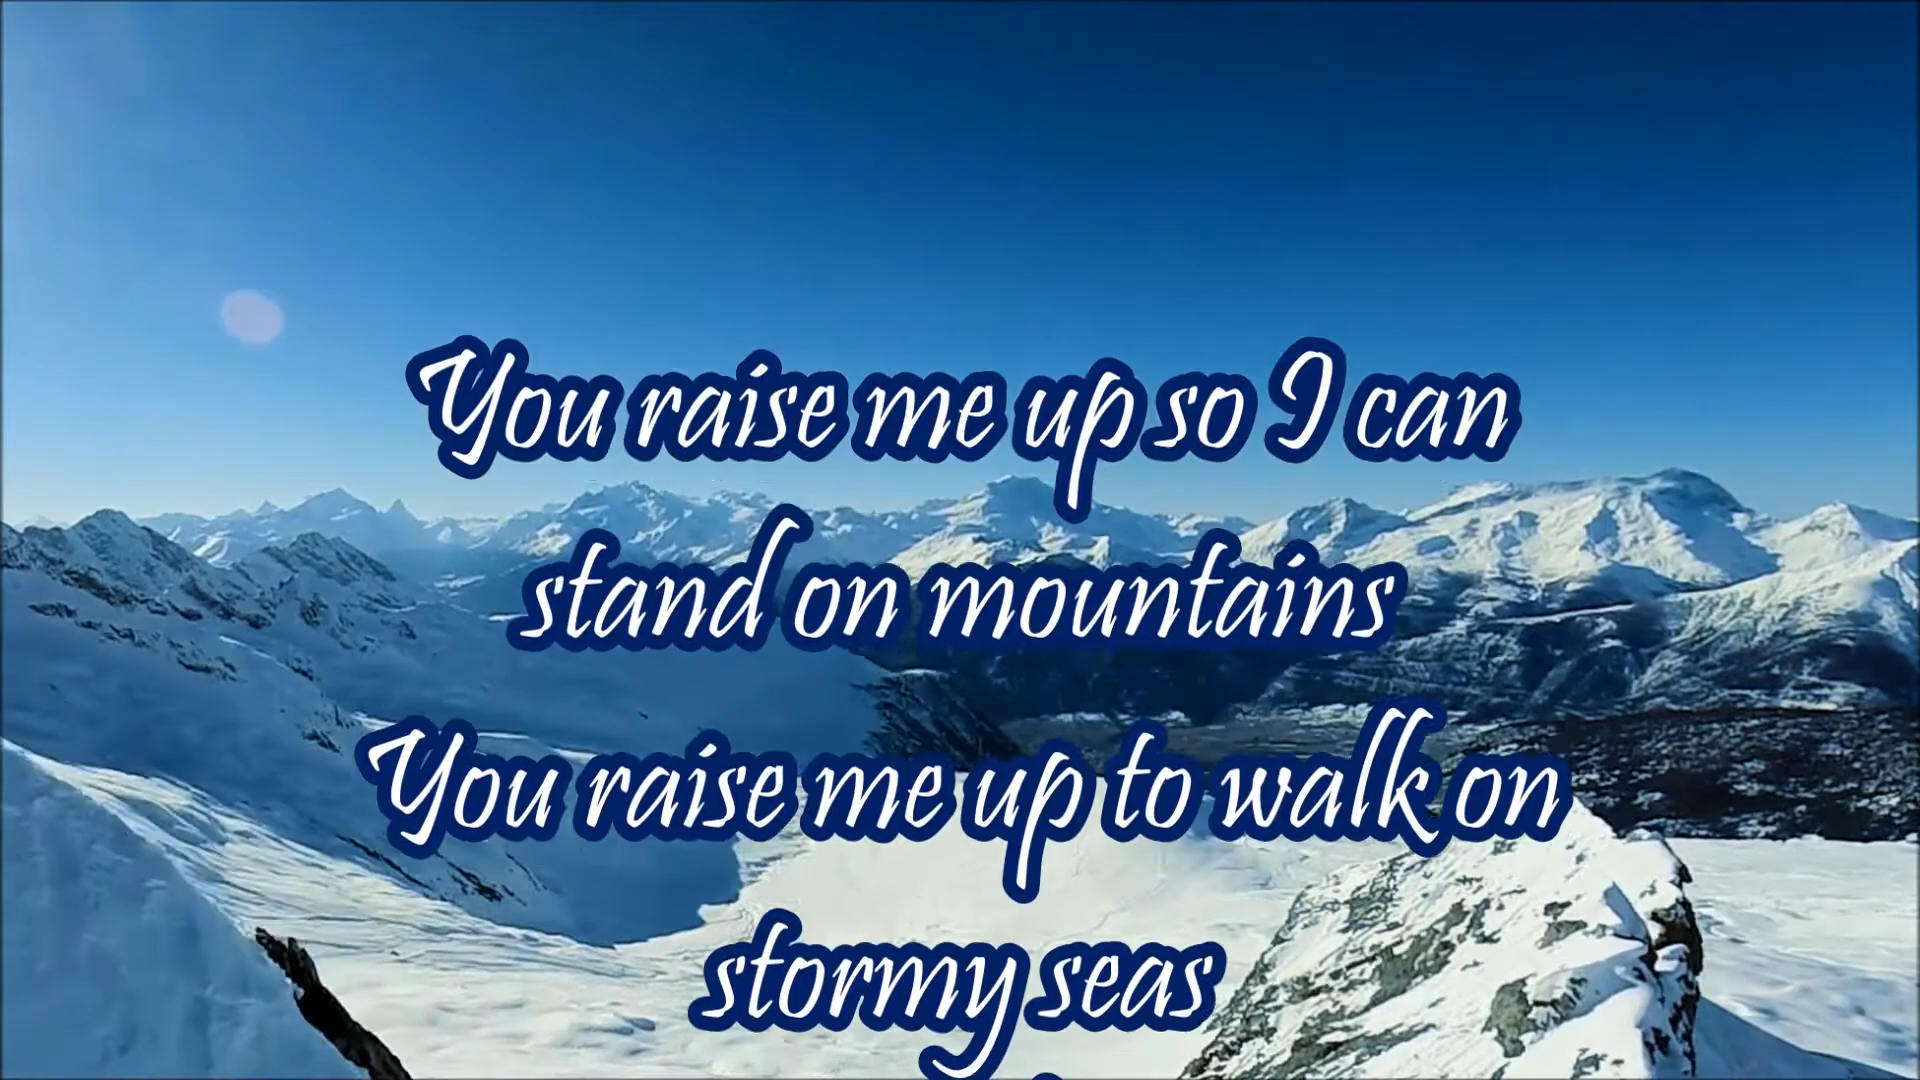 You raise me up so I can
stand on mountains
You raise me up to walk on
stormy seas